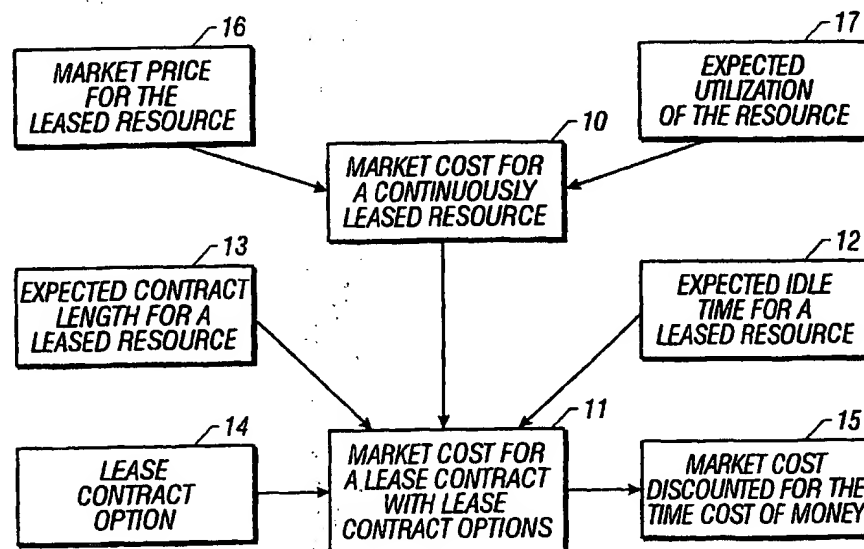 16
MARKET PRICE
FOR THE
LEASED RESOURCE
17
EXPECTED
UTILIZATION
OF THE RESOURCE
10
MARKET COST FOR
A CONTINUOUSLY
LEASED RESOURCE
13
EXPECTED CONTRACT
LENGTH FOR A
LEASED RESOURCE
12
EXPECTED IDLE
TIME FOR A
LEASED RESOURCE
14
LEASE
CONTRACT
OPTION
11
MARKET COST FOR
A LEASE CONTRACT
WITH LEASE
CONTRACT OPTIONS
15
MARKET COST
DISCOUNTED FOR THE
TIME COST OF MONEY